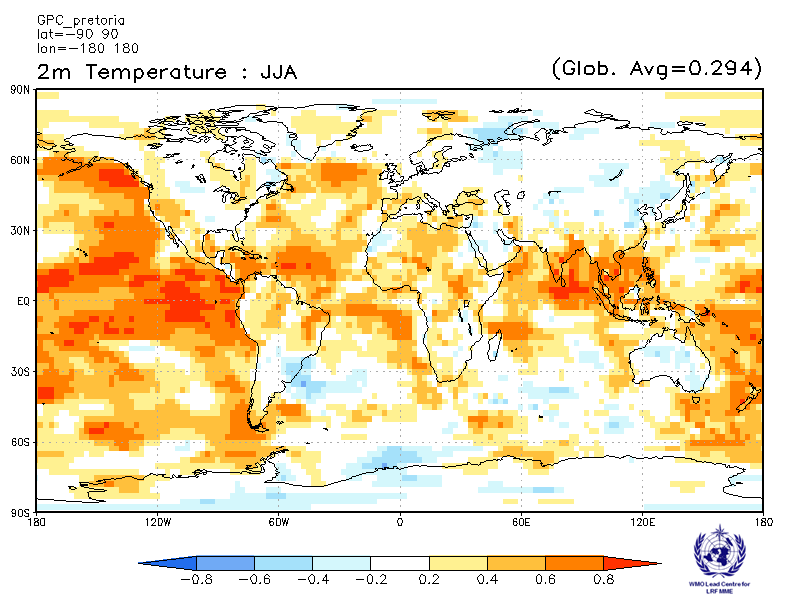 GPC_pretoria
lat=−90 90
lon=−180 180
2m Temperature : JJA (Glob. Avg=0.294)
90N
60N
30N
EQ
30S
60S
90S
180 120W 60W 0 60E 120E 180
−0.8 −0.6 −0.4 −0.2 0.2 0.4 0.6 0.8
WMO Lead Centre for
LRF MME